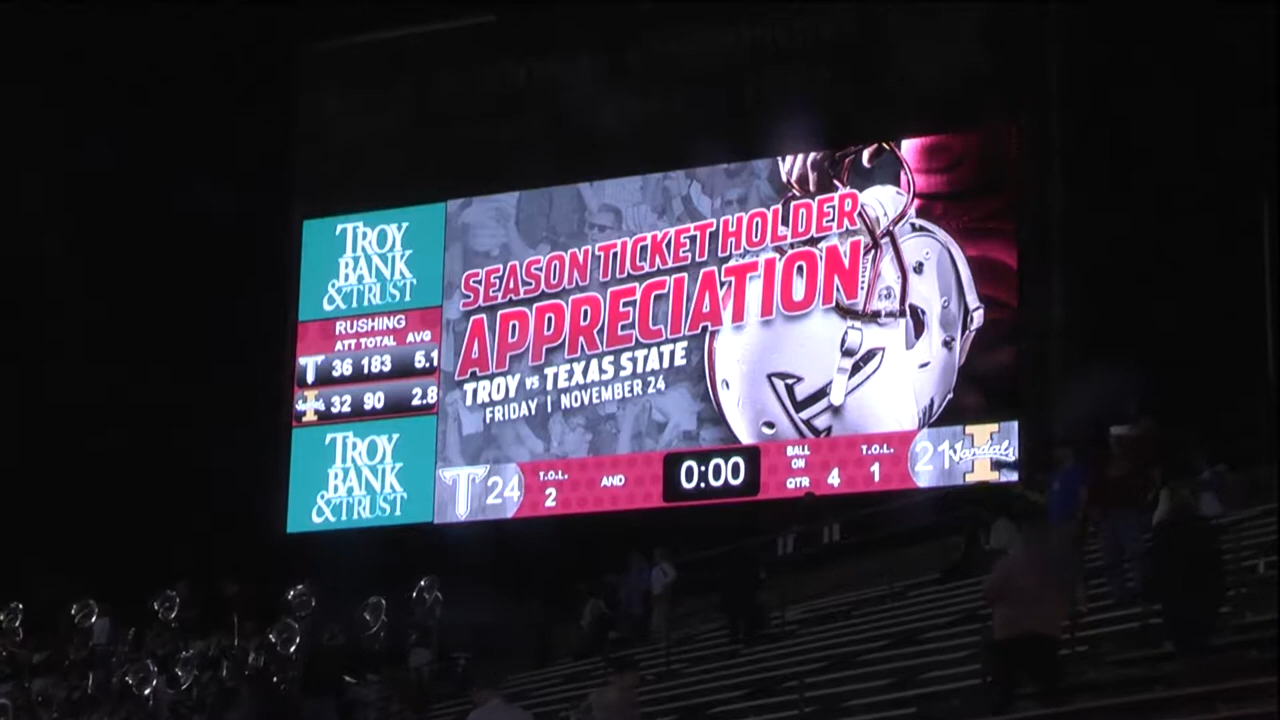 TROY
BANK
&TRUST
RUSHING
ATT TOTAL AVG
T 36 183 5.1
Vandals I 32 90 2.8
TROY
BANK
&TRUST
SEASON TICKET HOLDER
APPRECIATION
TROY vs TEXAS STATE
FRIDAY | NOVEMBER 24
T 24
T.O.L.
2
AND
0:00
BALL
ON
QTR 4
T.O.L.
1
21 Vandals I